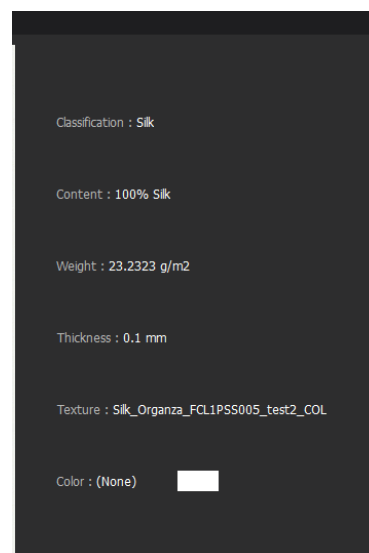 Classification : Silk
Content : 100% Silk
Weight : 23.2323 g/m2
Thickness : 0.1 mm
Texture : Silk_Organza_FCL1PSS005_test2_COL
Color : (None)